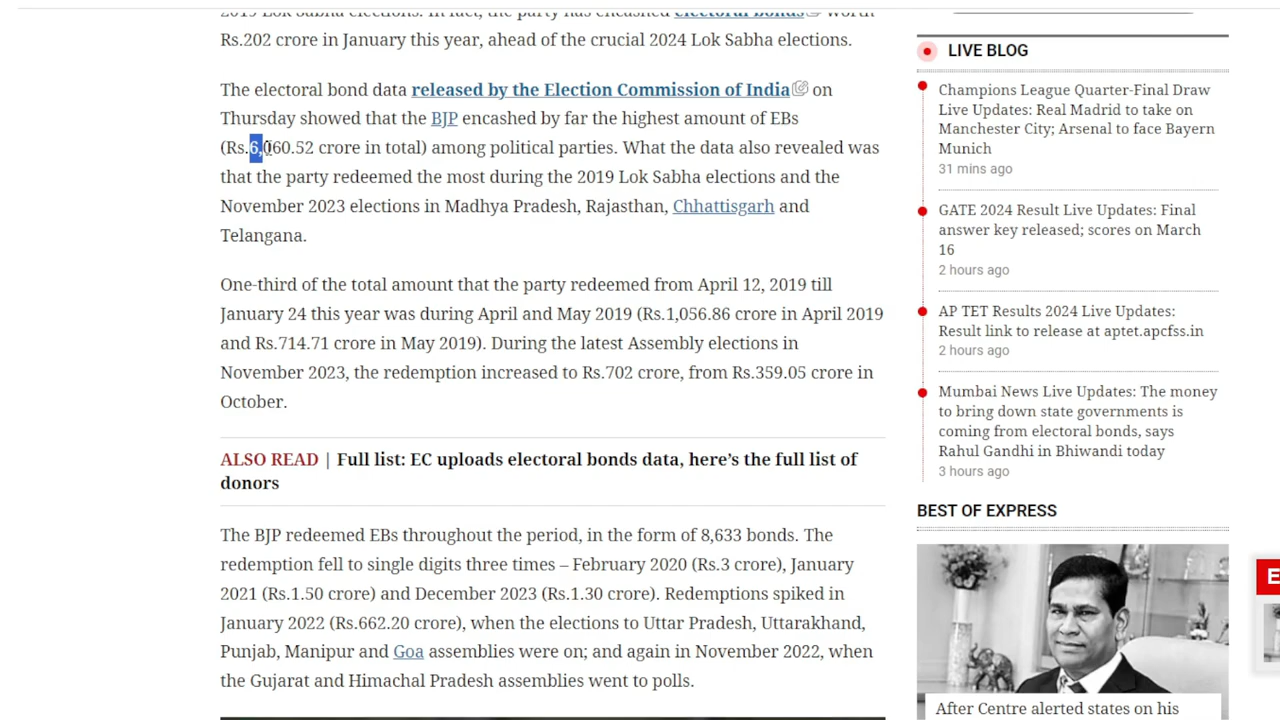 2019 Lok Sabha elections. In fact, the party has encashed electoral bonds worth
Rs.202 crore in January this year, ahead of the crucial 2024 Lok Sabha elections.
The electoral bond data released by the Election Commission of India on
Thursday showed that the BJP encashed by far the highest amount of EBs
(Rs.6,060.52 crore in total) among political parties. What the data also revealed was
that the party redeemed the most during the 2019 Lok Sabha elections and the
November 2023 elections in Madhya Pradesh, Rajasthan, Chhattisgarh and
Telangana.
One-third of the total amount that the party redeemed from April 12, 2019 till
January 24 this year was during April and May 2019 (Rs.1,056.86 crore in April 2019
and Rs.714.71 crore in May 2019). During the latest Assembly elections in
November 2023, the redemption increased to Rs.702 crore, from Rs.359.05 crore in
October.
ALSO READ | Full list: EC uploads electoral bonds data, here’s the full list of
donors
The BJP redeemed EBs throughout the period, in the form of 8,633 bonds. The
redemption fell to single digits three times – February 2020 (Rs.3 crore), January
2021 (Rs.1.50 crore) and December 2023 (Rs.1.30 crore). Redemptions spiked in
January 2022 (Rs.662.20 crore), when the elections to Uttar Pradesh, Uttarakhand,
Punjab, Manipur and Goa assemblies were on; and again in November 2022, when
the Gujarat and Himachal Pradesh assemblies went to polls.
LIVE BLOG
Champions League Quarter-Final Draw
Live Updates: Real Madrid to take on
Manchester City; Arsenal to face Bayern
Munich
31 mins ago
GATE 2024 Result Live Updates: Final
answer key released; scores on March
16
2 hours ago
AP TET Results 2024 Live Updates:
Result link to release at aptet.apcfss.in
2 hours ago
Mumbai News Live Updates: The money
to bring down state governments is
coming from electoral bonds, says
Rahul Gandhi in Bhiwandi today
3 hours ago
BEST OF EXPRESS
After Centre alerted states on his